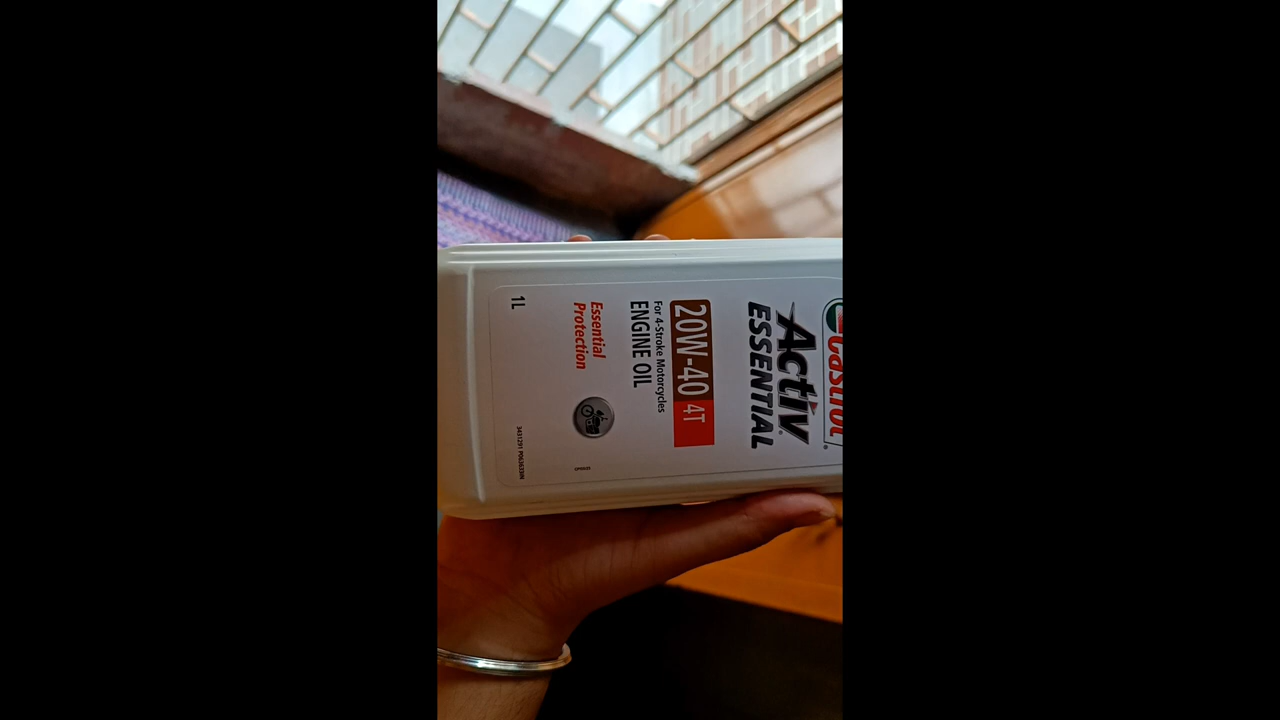 Castrol
Activ
ESSENTIAL
20W-40 4T
For 4-Stroke Motorcycles
ENGINE OIL
Essential
Protection
1L